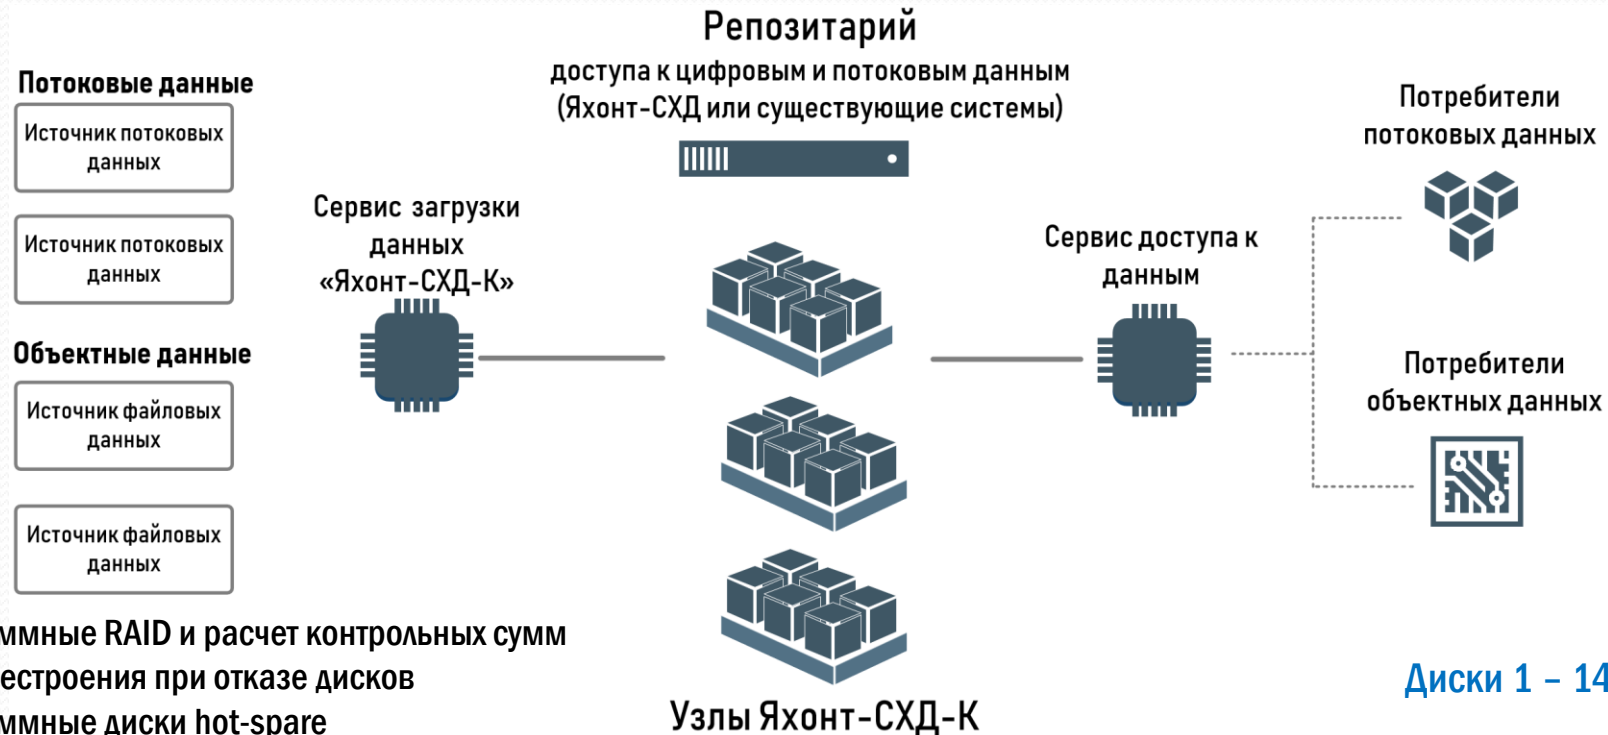 Репозитарий
доступа к цифровым и потоковым данным
(Яхонт-СХД или существующие системы)
Потоковые данные
Источник потоковых
данных
Источник потоковых
данных
Объектные данные
Источник файловых
данных
Источник файловых
данных
Сервис загрузки
данных
«Яхонт-СХД-К»
Сервис доступа к
данным
Потребители
потоковых данных
Потребители
объектных данных
ммные RAID и расчет контрольных сумм
естроения при отказе дисков
ммные диски hot-spare
Узлы Яхонт-СХД-К
Диски 1 – 14